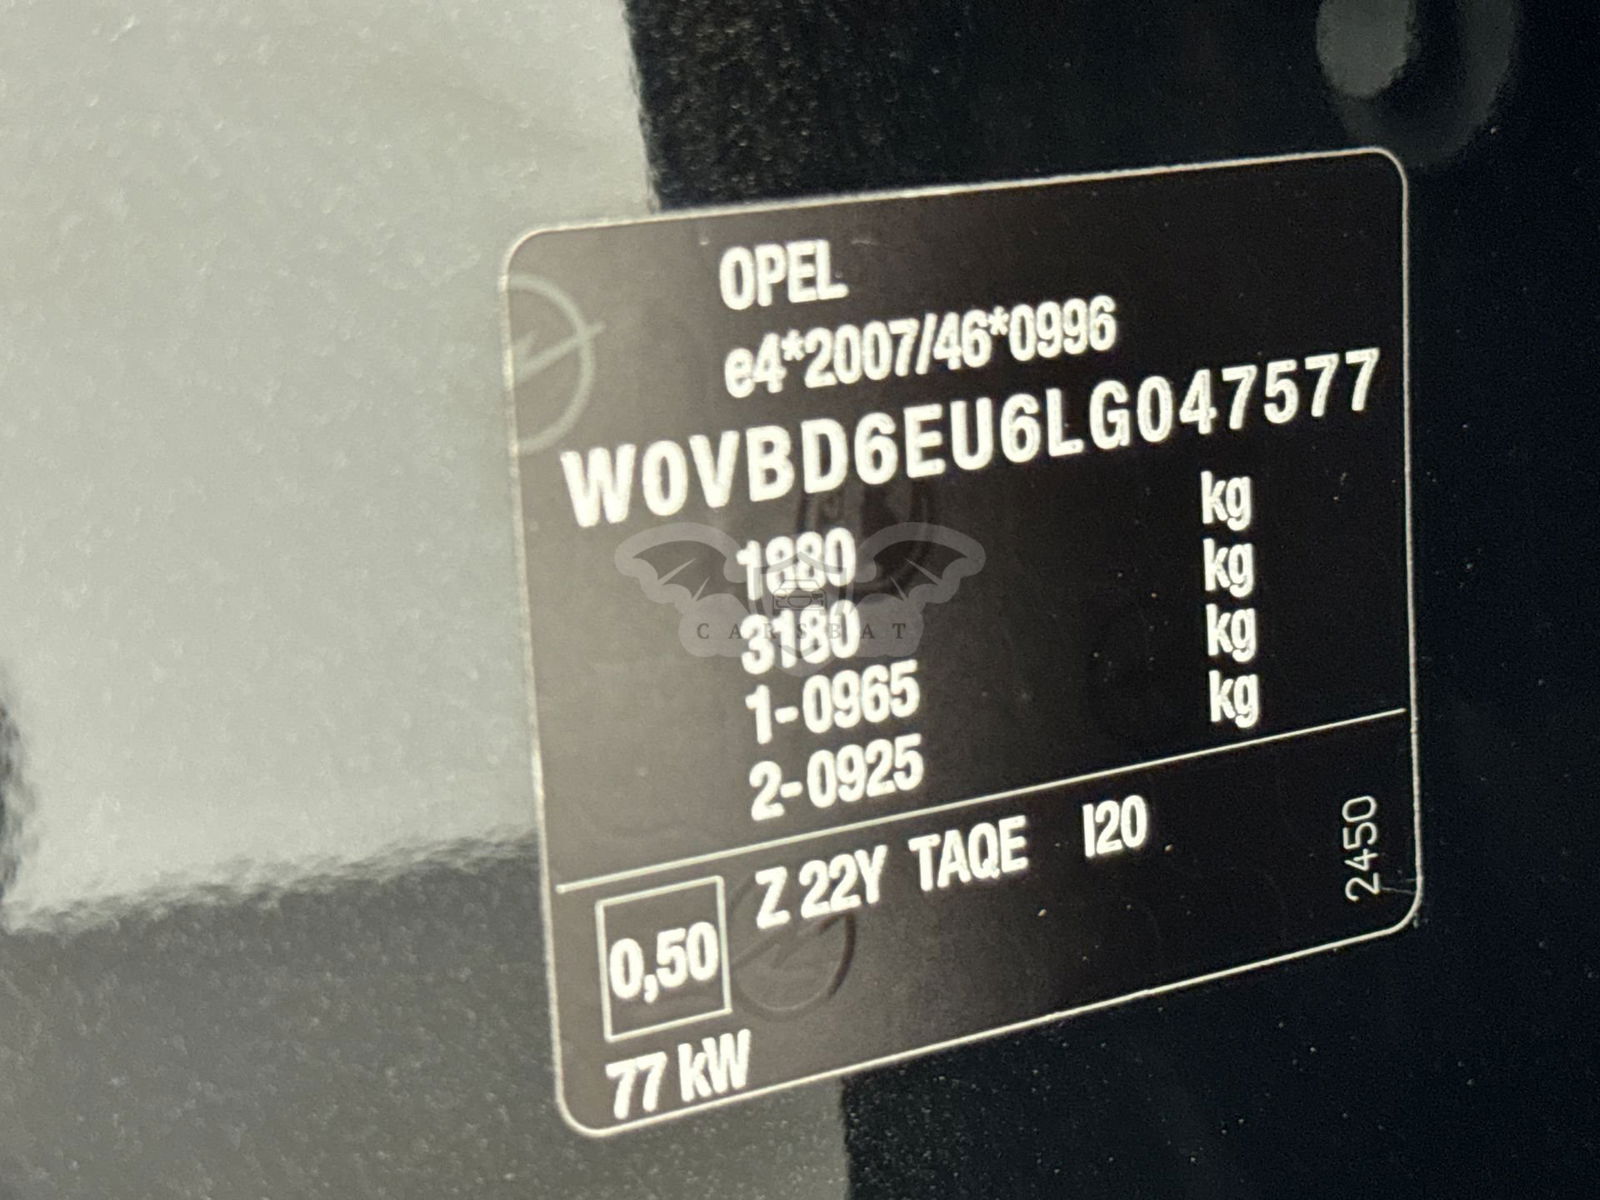 OPEL
e4*2007/46*0996
W0VBD6EU6LG047577
1880 kg
3180 kg
1-0965 kg
2-0925 kg
Z 22Y TAQE I20
2450
0,50
77 kW
CARSBAT